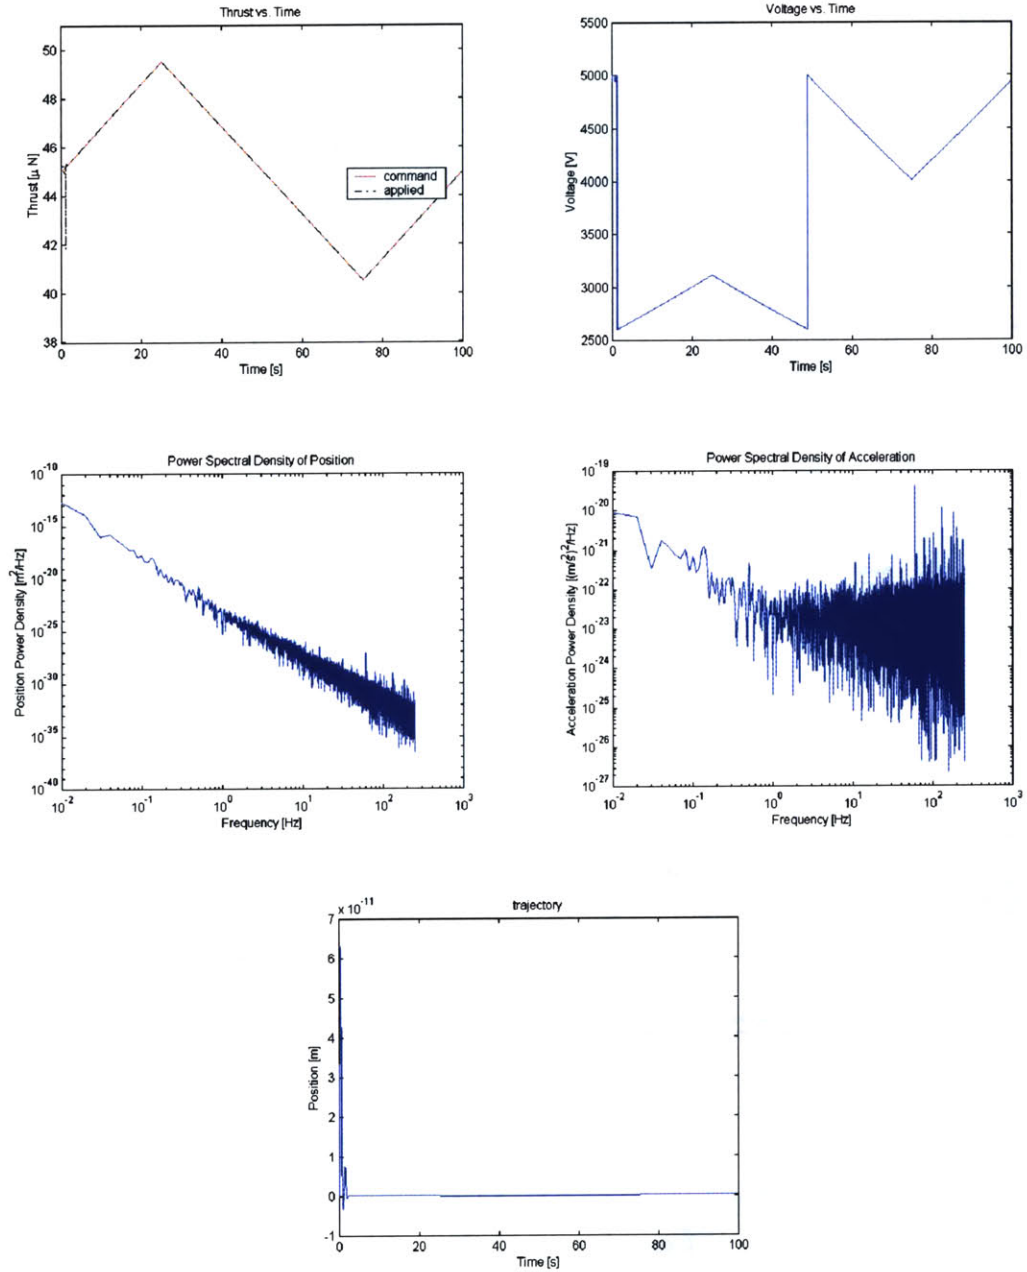 Thrust vs. Time
50
48
46
44
42
40
38
Thrust [μ N]
command
applied
0 20 40 60 80 100
Time [s]
Voltage vs. Time
5500
5000
4500
4000
3500
3000
2500
Voltage [V]
0 20 40 60 80 100
Time [s]
Power Spectral Density of Position
10^-10
10^-15
10^-20
10^-25
10^-30
10^-35
10^-40
Position Power Density [m^2/Hz]
10^-2 10^-1 10^0 10^1 10^2 10^3
Frequency [Hz]
Power Spectral Density of Acceleration
10^-19
10^-20
10^-21
10^-22
10^-23
10^-24
10^-25
10^-26
10^-27
Acceleration Power Density [(m/s^2)^2/Hz]
10^-2 10^-1 10^0 10^1 10^2 10^3
Frequency [Hz]
x 10^-11
trajectory
7
6
5
4
3
2
1
0
-1
Position [m]
0 20 40 60 80 100
Time [s]